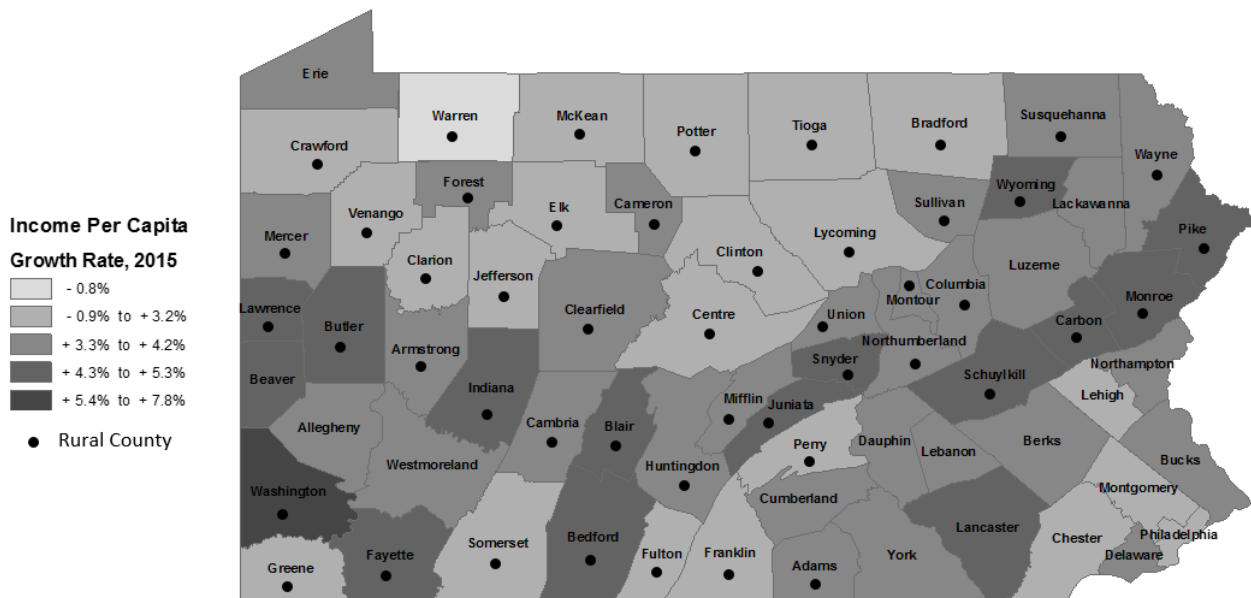 Income Per Capita
Growth Rate, 2015
- 0.8%
- 0.9% to + 3.2%
+ 3.3% to + 4.2%
+ 4.3% to + 5.3%
+ 5.4% to + 7.8%
Rural County
Erie
Warren
McKean
Potter
Tioga
Bradford
Susquehanna
Crawford
Wayne
Forest
Wyoming
Venango
Elk
Cameron
Sullivan
Lackawanna
Mercer
Clarion
Jefferson
Clinton
Lycoming
Pike
Luzerne
Lawrence
Butler
Clearfield
Centre
Union
Montour
Columbia
Monroe
Armstrong
Snyder
Northumberland
Carbon
Beaver
Indiana
Schuylkill
Northampton
Allegheny
Cambria
Blair
Mifflin
Juniata
Lehigh
Westmoreland
Huntingdon
Perry
Dauphin
Lebanon
Berks
Bucks
Washington
Cumberland
Montgomery
Greene
Fayette
Somerset
Bedford
Fulton
Franklin
Adams
York
Lancaster
Chester
Delaware
Philadelphia